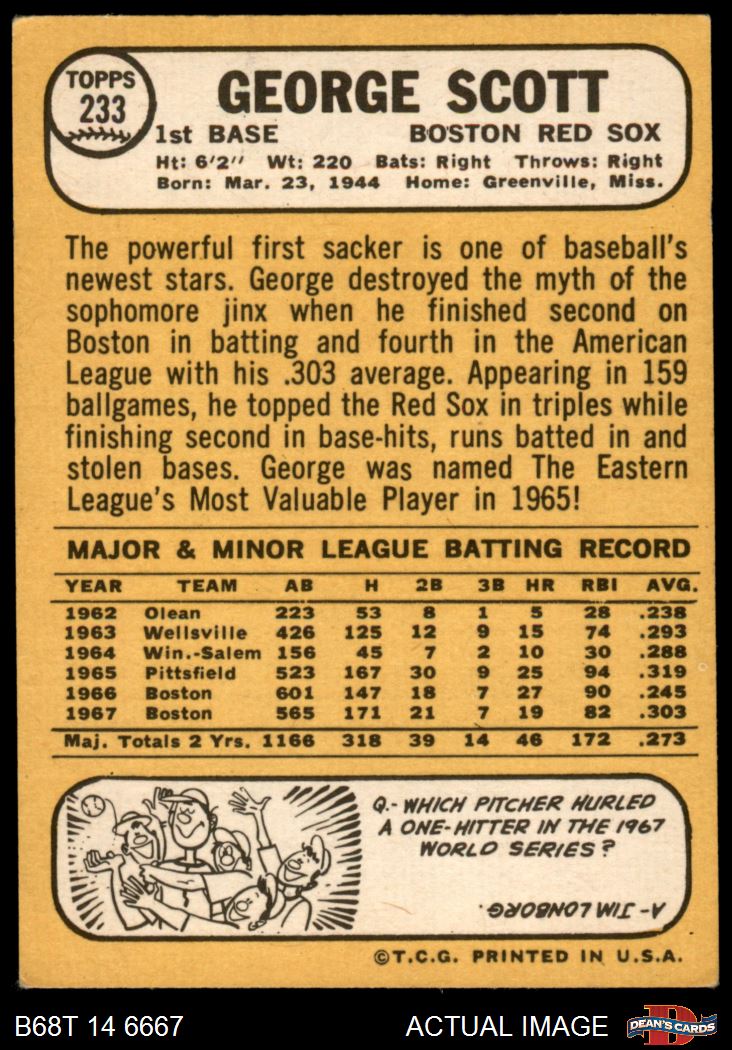 TOPPS
233
GEORGE SCOTT
1st BASE BOSTON RED SOX
Ht: 6'2" Wt: 220 Bats: Right Throws: Right
Born: Mar. 23, 1944 Home: Greenville, Miss.
The powerful first sacker is one of baseball's
newest stars. George destroyed the myth of the
sophomore jinx when he finished second on
Boston in batting and fourth in the American
League with his .303 average. Appearing in 159
ballgames, he topped the Red Sox in triples while
finishing second in base-hits, runs batted in and
stolen bases. George was named The Eastern
League's Most Valuable Player in 1965!
MAJOR & MINOR LEAGUE BATTING RECORD
YEAR TEAM AB H 2B 3B HR RBI AVG.
1962 Olean 223 53 8 1 5 28 .238
1963 Wellsville 426 125 12 9 15 74 .293
1964 Win.-Salem 156 45 7 2 10 30 .288
1965 Pittsfield 523 167 30 9 25 94 .319
1966 Boston 601 147 18 7 27 90 .245
1967 Boston 565 171 21 7 19 82 .303
Maj. Totals 2 Yrs. 1166 318 39 14 46 172 .273
Q.- WHICH PITCHER HURLED
A ONE-HITTER IN THE 1967
WORLD SERIES?
A- JIM LONBORG.
©T.C.G. PRINTED IN U.S.A.
B68T 14 6667 ACTUAL IMAGE
DEAN'S CARDS